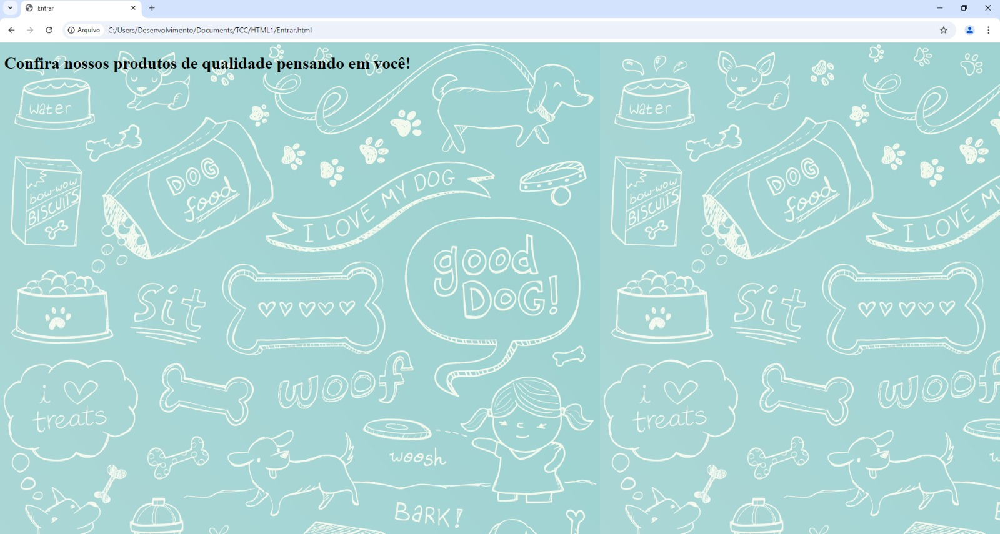 Entrar
Arquivo
C:/Users/Desenvolvimento/Documents/TCC/HTML1/Entrar.html
Confira nossos produtos de qualidade pensando em você!
water
water
DOG
food
DOG
food
bow-wow
BISCUITS
bow-wow
BISCUITS
I LOVE MY DOG
I LOVE M
good
DOG!
Sit
Sit
woof
woof
i
treats
i
treats
woosh
w
BARK!
B